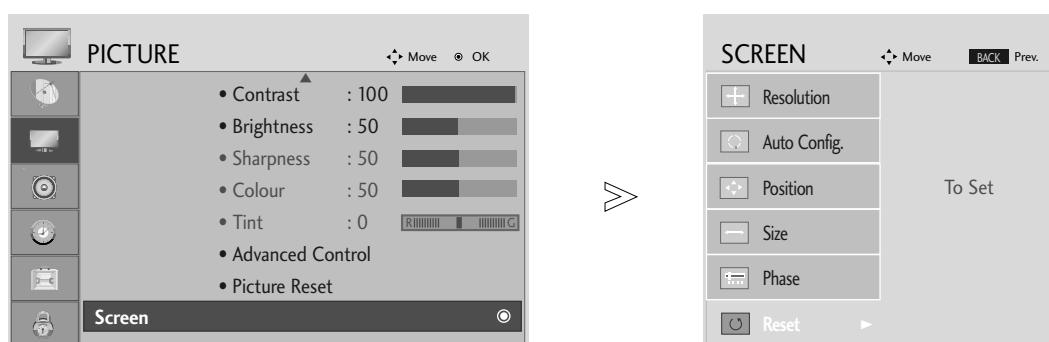 PICTURE Move OK
• Contrast : 100
• Brightness : 50
• Sharpness : 50
• Colour : 50
• Tint : 0 R G
• Advanced Control
• Picture Reset
Screen
SCREEN Move BACK Prev.
Resolution
Auto Config.
Position
Size
Phase
Reset
To Set